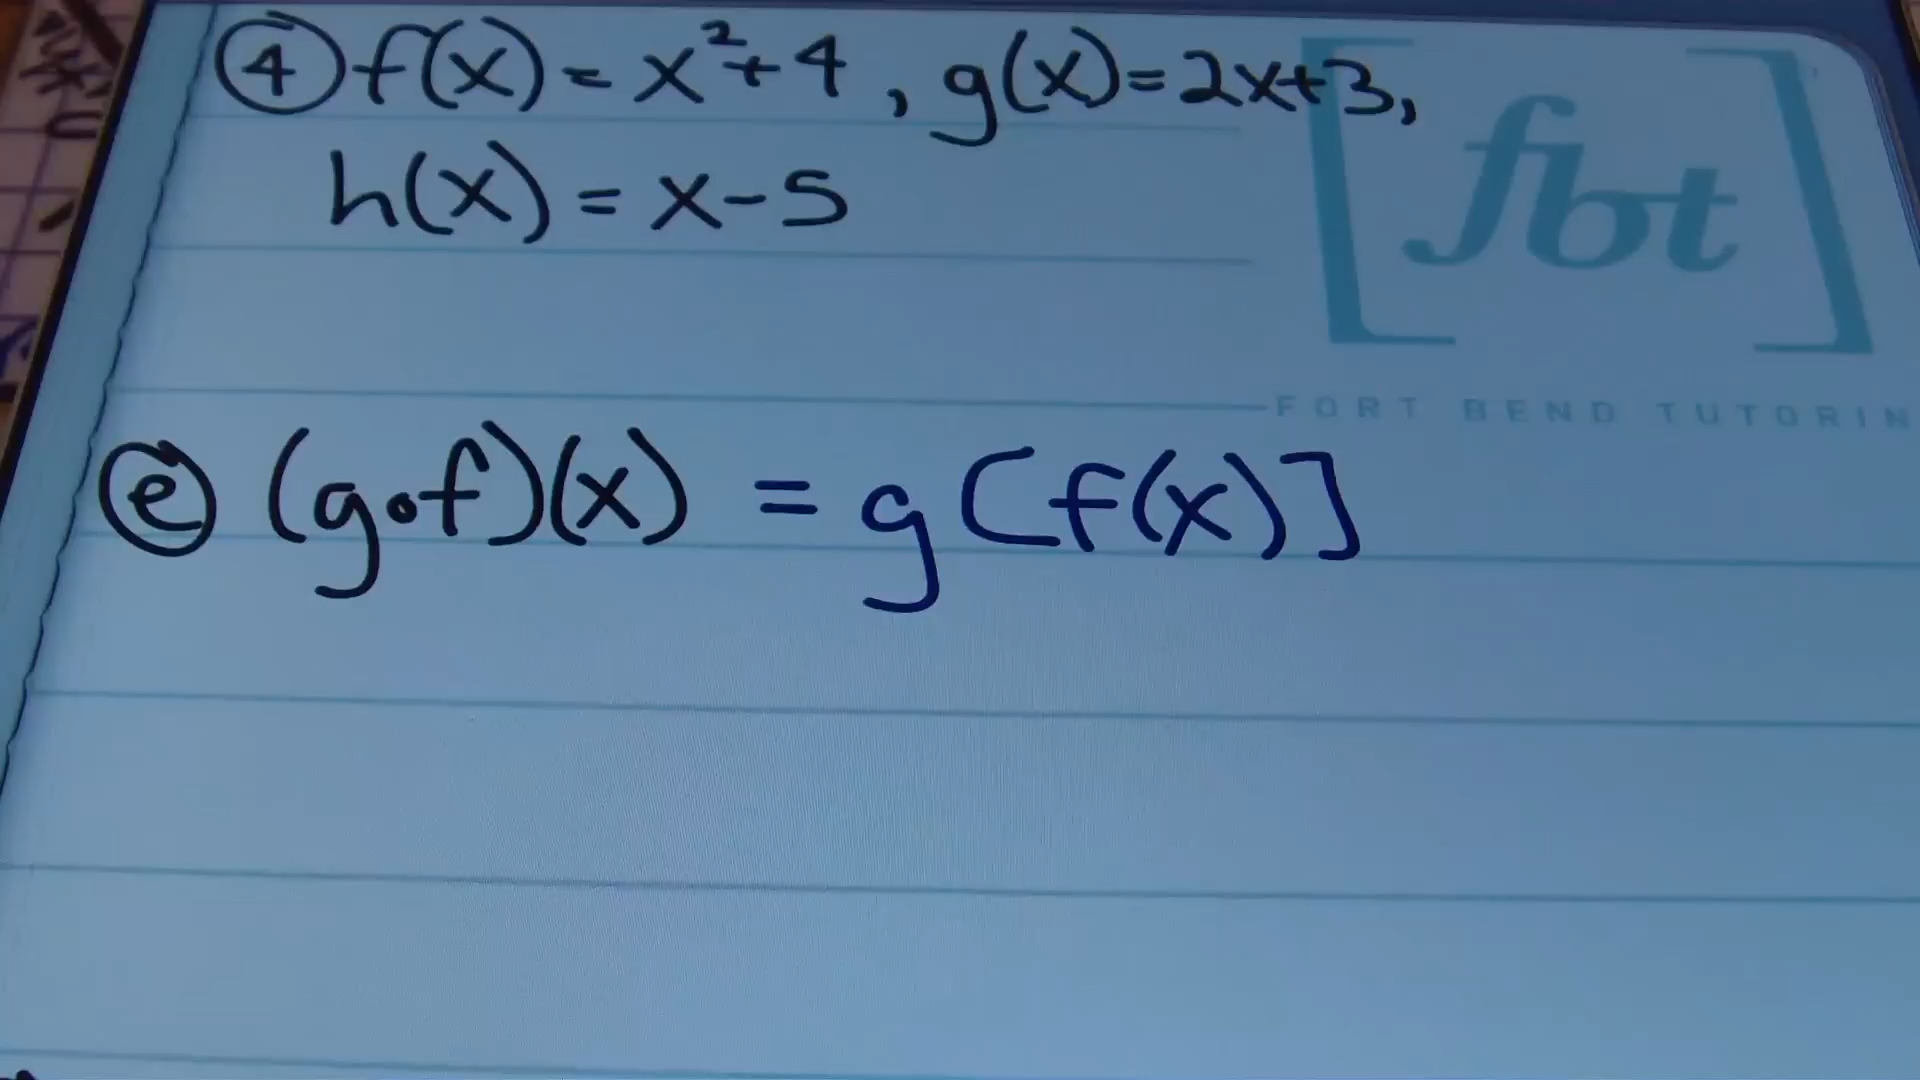 ④ f(x) = x²+4, g(x)=2x+3,
h(x) = x-5
[fbt]
FORT BEND TUTORIN
ⓔ (g∘f)(x) = g[f(x)]